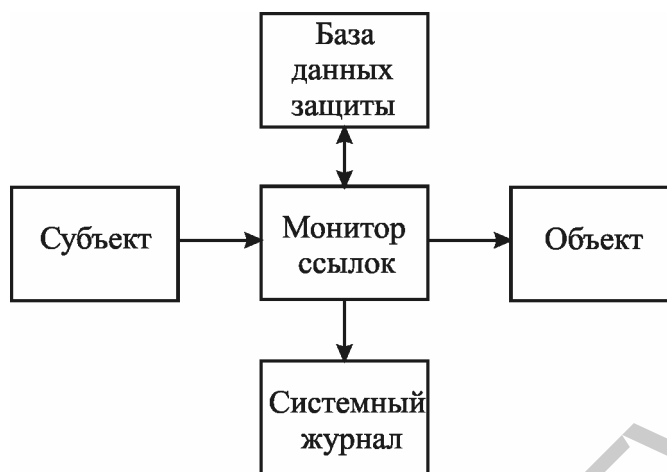 База
данных
защиты
Субъект
Монитор
ссылок
Объект
Системный
журнал